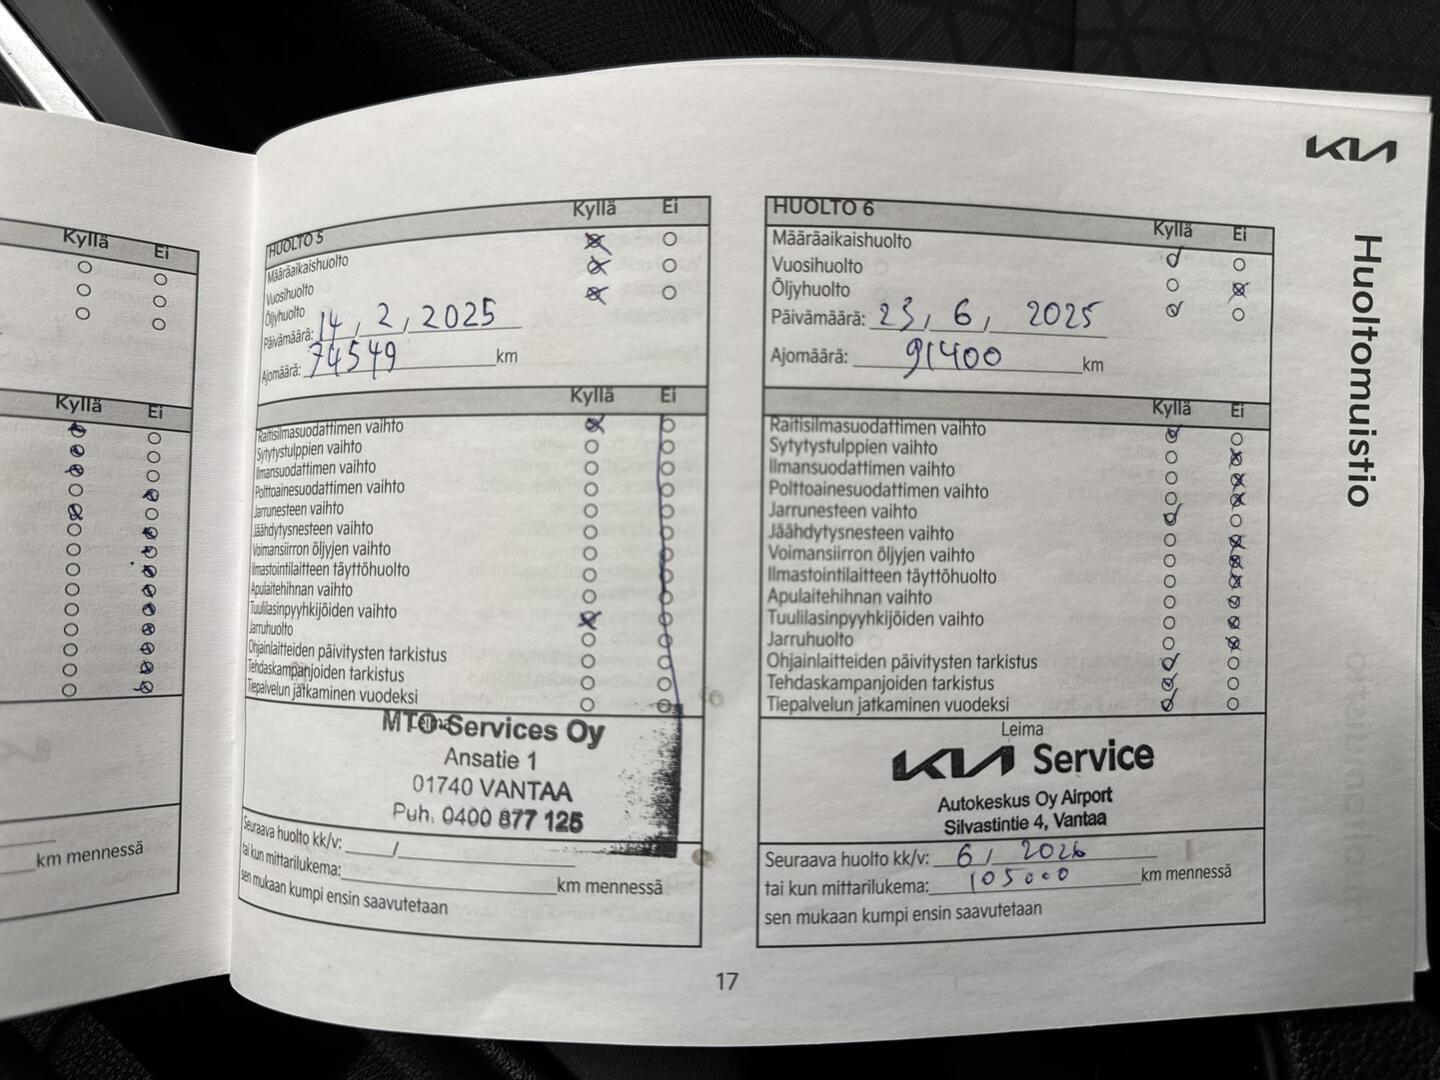 Kyllä Ei
Kyllä Ei
km mennessä
HUOLTO 5 Kyllä Ei
Määräaikaishuolto
Vuosihuolto
Öljyhuolto
Päivämäärä: 14, 2, 2025
Ajomäärä: 74549 km
Kyllä Ei
Raitisilmasuodattimen vaihto
Sytytystulppien vaihto
Ilmansuodattimen vaihto
Polttoainesuodattimen vaihto
Jarrunesteen vaihto
Jäähdytysnesteen vaihto
Voimansiirron öljyjen vaihto
Ilmastointilaitteen täyttöhuolto
Apulaitehihnan vaihto
Tuulilasinpyyhkijöiden vaihto
Jarruhuolto
Ohjainlaitteiden päivitysten tarkistus
Tehdaskampanjoiden tarkistus
Tiepalvelun jatkaminen vuodeksi
Leima
MTO-Services Oy
Ansatie 1
01740 VANTAA
Puh. 0400 877 125
Seuraava huolto kk/v: /
tai kun mittarilukema: km mennessä
sen mukaan kumpi ensin saavutetaan
HUOLTO 6 Kyllä Ei
Määräaikaishuolto
Vuosihuolto
Öljyhuolto
Päivämäärä: 23, 6, 2025
Ajomäärä: 91400 km
Kyllä Ei
Raitisilmasuodattimen vaihto
Sytytystulppien vaihto
Ilmansuodattimen vaihto
Polttoainesuodattimen vaihto
Jarrunesteen vaihto
Jäähdytysnesteen vaihto
Voimansiirron öljyjen vaihto
Ilmastointilaitteen täyttöhuolto
Apulaitehihnan vaihto
Tuulilasinpyyhkijöiden vaihto
Jarruhuolto
Ohjainlaitteiden päivitysten tarkistus
Tehdaskampanjoiden tarkistus
Tiepalvelun jatkaminen vuodeksi
Leima
KIA Service
Autokeskus Oy Airport
Silvastintie 4, Vantaa
Seuraava huolto kk/v: 6 / 2026
tai kun mittarilukema: 105000 km mennessä
sen mukaan kumpi ensin saavutetaan
KIA
Huoltomuistio
17